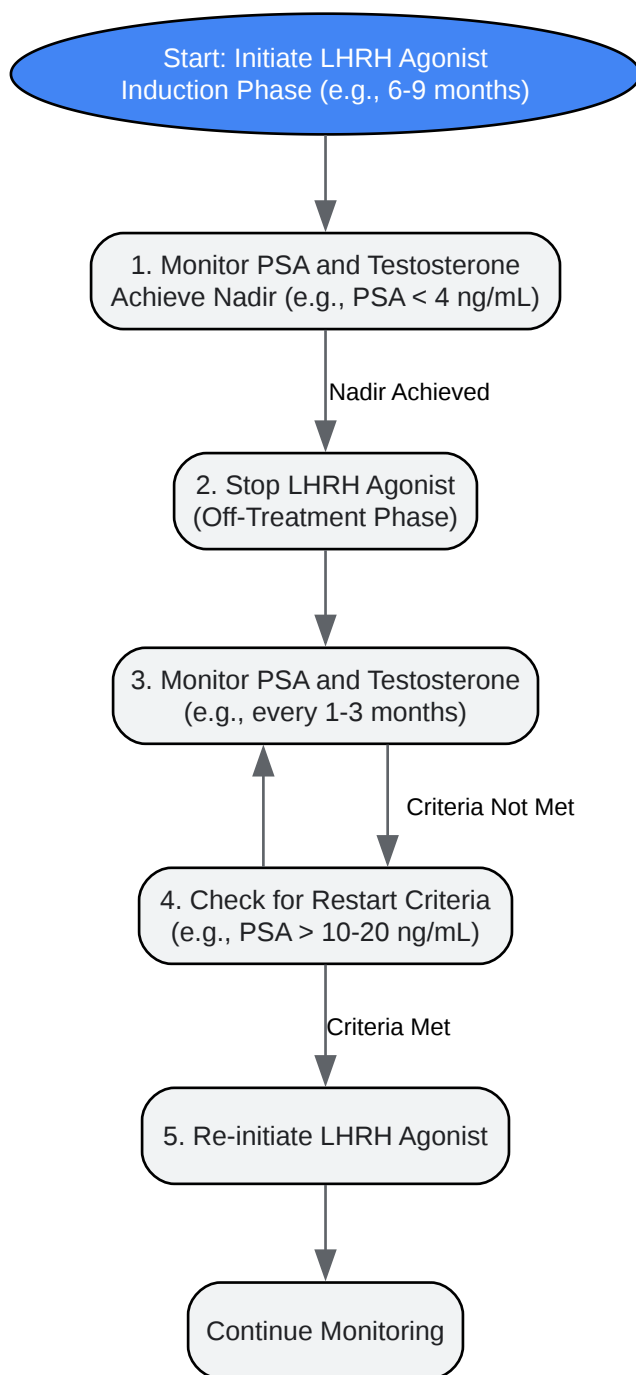 Start: Initiate LHRH Agonist
Induction Phase (e.g., 6-9 months)
1. Monitor PSA and Testosterone
Achieve Nadir (e.g., PSA < 4 ng/mL)
Nadir Achieved
2. Stop LHRH Agonist
(Off-Treatment Phase)
3. Monitor PSA and Testosterone
(e.g., every 1-3 months)
Criteria Not Met
4. Check for Restart Criteria
(e.g., PSA > 10-20 ng/mL)
Criteria Met
5. Re-initiate LHRH Agonist
Continue Monitoring